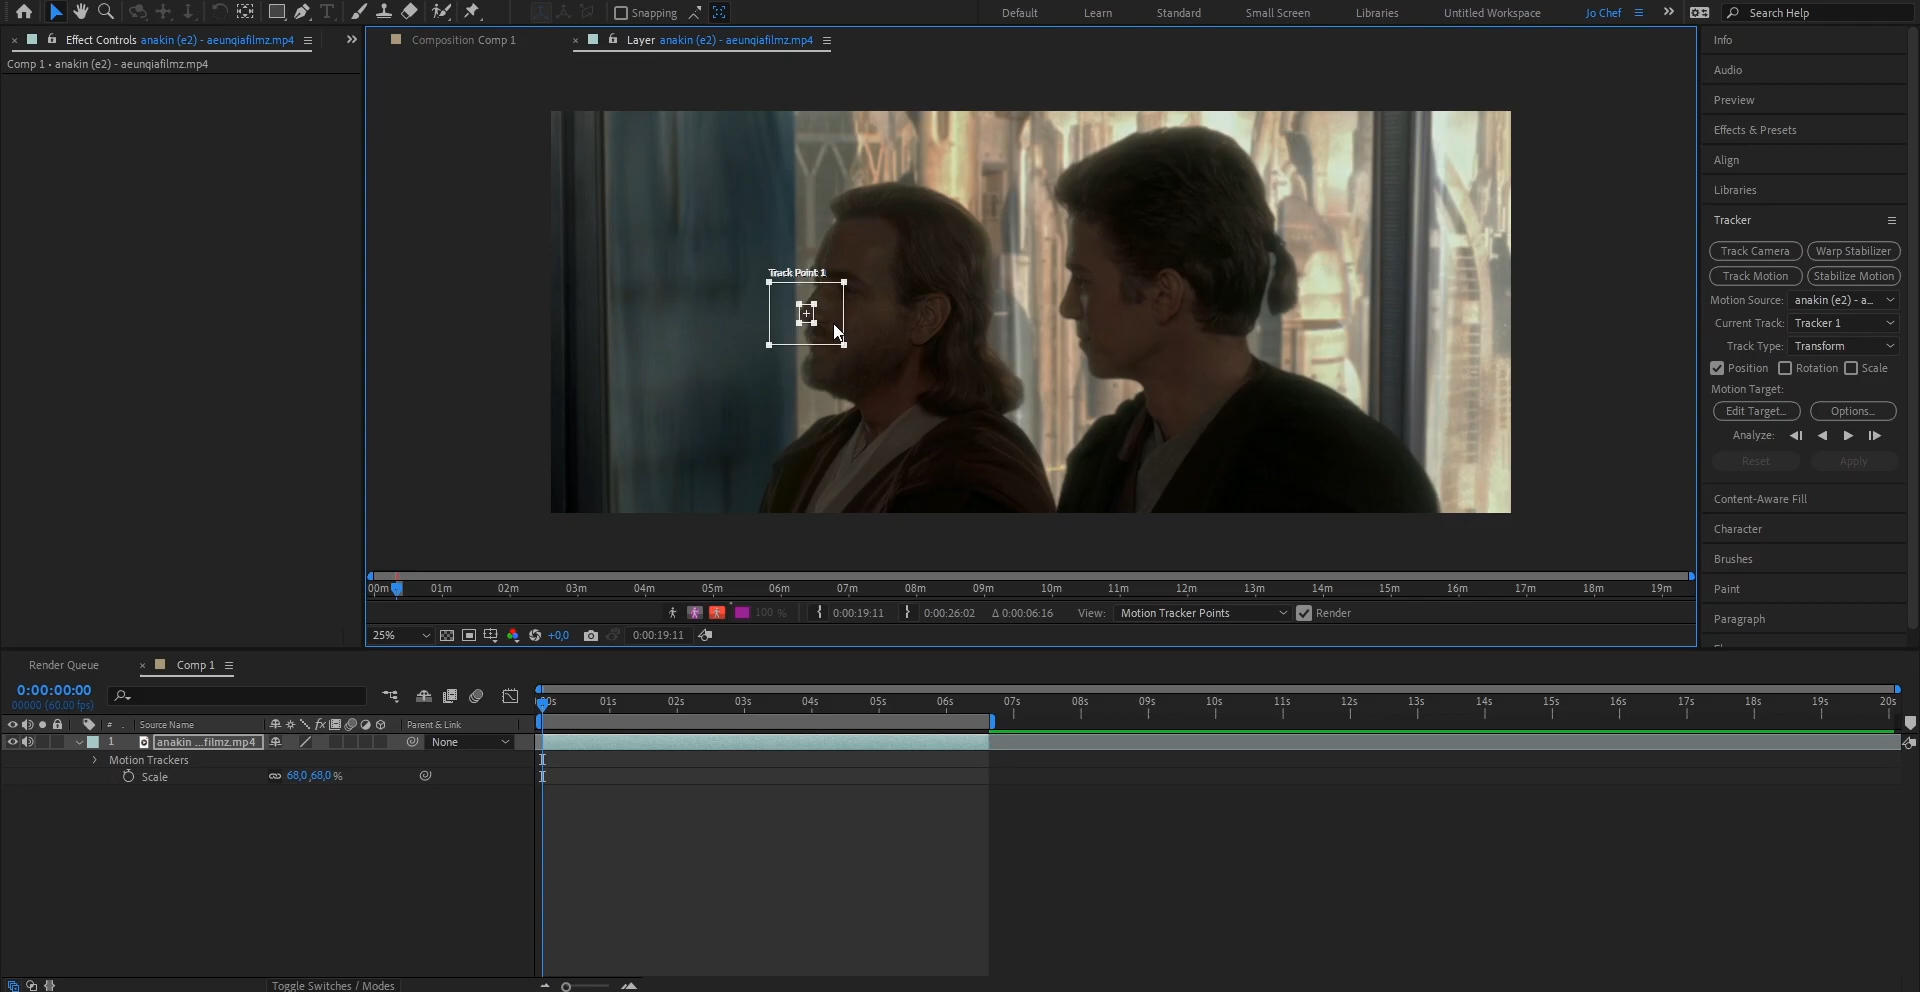 Snapping
Default
Learn
Standard
Small Screen
Libraries
Untitled Workspace
Jo Chef
Search Help
Effect Controls anakin (e2) - aeunqiafilmz.mp4
Comp 1 • anakin (e2) - aeunqiafilmz.mp4
Composition Comp 1
Layer anakin (e2) - aeunqiafilmz.mp4
Track Point 1
Info
Audio
Preview
Effects & Presets
Align
Libraries
Tracker
Track Camera
Warp Stabilizer
Track Motion
Stabilize Motion
Motion Source: anakin (e2) - a...
Current Track: Tracker 1
Track Type: Transform
Position Rotation Scale
Motion Target:
Edit Target...
Options...
Analyze:
Reset
Apply
Content-Aware Fill
Character
Brushes
Paint
Paragraph
00m 01m 02m 03m 04m 05m 06m 07m 08m 09m 10m 11m 12m 13m 14m 15m 16m 17m 18m 19m
100 %
0:00:19:11
0:00:26:02
Δ 0:00:06:16
View: Motion Tracker Points
Render
25%
+0,0
0:00:19:11
Render Queue
Comp 1
0:00:00:00
00000 (60.00 fps)
01s 02s 03s 04s 05s 06s 07s 08s 09s 10s 11s 12s 13s 14s 15s 16s 17s 18s 19s 20s
# Source Name
fx
Parent & Link
1 anakin ...filmz.mp4
None
Motion Trackers
Scale
68,0,68,0 %
Toggle Switches / Modes